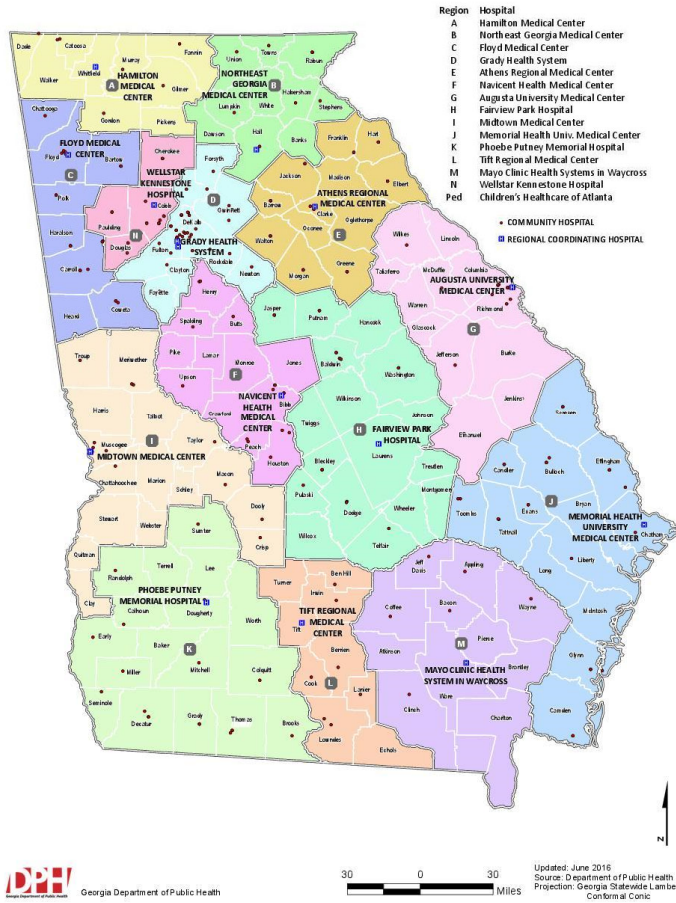 Region Hospital
A Hamilton Medical Center
B Northeast Georgia Medical Center
C Floyd Medical Center
D Grady Health System
E Athens Regional Medical Center
F Navicent Health Medical Center
G Augusta University Medical Center
H Fairview Park Hospital
I Midtown Medical Center
J Memorial Health Univ. Medical Center
K Phoebe Putney Memorial Hospital
L Tift Regional Medical Center
M Mayo Clinic Health Systems in Waycross
N Wellstar Kennestone Hospital
Ped Children's Healthcare of Atlanta
COMMUNITY HOSPITAL
H REGIONAL COORDINATING HOSPITAL
Dade
Catoosa
Whitfield
Murray
Fannin
Walker
Gilmer
A
HAMILTON
MEDICAL
CENTER
Gordon
Pickens
Union
Towns
Rabun
NORTHEAST
GEORGIA
MEDICAL CENTER
B
Habersham
Lumpkin
White
Stephens
Dawson
Hall
Banks
Chattooga
Floyd
FLOYD MEDICAL
CENTER
Bartow
C
Polk
Haralson
Carroll
Heard
Coweta
Cherokee
WELLSTAR
KENNESTONE
HOSPITAL
Cobb
Paulding
N
Douglas
Forsyth
D
Gwinnett
DeKalb
Fulton
GRADY HEALTH
SYSTEM
Rockdale
Clayton
Newton
Fayette
Franklin
Hart
Jackson
Madison
Elbert
ATHENS REGIONAL
MEDICAL CENTER
Barrow
Clarke
Oconee
Oglethorpe
Walton
E
Morgan
Greene
Wilkes
Lincoln
Taliaferro
McDuffie
Columbia
AUGUSTA UNIVERSITY
MEDICAL CENTER
Warren
Richmond
Glascock
G
Jefferson
Burke
Jenkins
Emanuel
Henry
Spalding
Butts
Pike
Lamar
Monroe
Jones
Upson
F
NAVICENT
HEALTH
MEDICAL
CENTER
Bibb
Crawford
Peach
Houston
Jasper
Putnam
Hancock
Baldwin
Washington
Wilkinson
Johnson
Twiggs
H
FAIRVIEW PARK
HOSPITAL
Laurens
Bleckley
Treutlen
Pulaski
Montgomery
Dodge
Wheeler
Wilcox
Telfair
Troup
Meriwether
Harris
Talbot
Muscogee
I
Taylor
MIDTOWN MEDICAL CENTER
Chattahoochee
Marion
Macon
Schley
Stewart
Webster
Dooly
Crisp
Quitman
Clay
Screven
Candler
Bulloch
Effingham
J
Toombs
Evans
Bryan
MEMORIAL HEALTH
UNIVERSITY
MEDICAL CENTER
Chatham
Tattnall
Long
Liberty
McIntosh
Glynn
Camden
Sumter
Randolph
Terrell
Lee
PHOEBE PUTNEY
MEMORIAL HOSPITAL
Calhoun
Dougherty
Worth
Early
Baker
K
Miller
Mitchell
Colquitt
Seminole
Decatur
Grady
Thomas
Brooks
Turner
Ben Hill
Irwin
TIFT REGIONAL
MEDICAL
CENTER
Tift
Berrien
Cook
L
Lanier
Lowndes
Echols
Jeff
Davis
Appling
Coffee
Bacon
Wayne
Atkinson
M
Pierce
MAYO CLINIC HEALTH
SYSTEM IN WAYCROSS
Brantley
Clinch
Ware
Charlton
N
DPH
Georgia Department of Public Health
30 0 30
Miles
Updated: June 2016
Source: Department of Public Health
Projection: Georgia Statewide Lambe
Conformal Conic